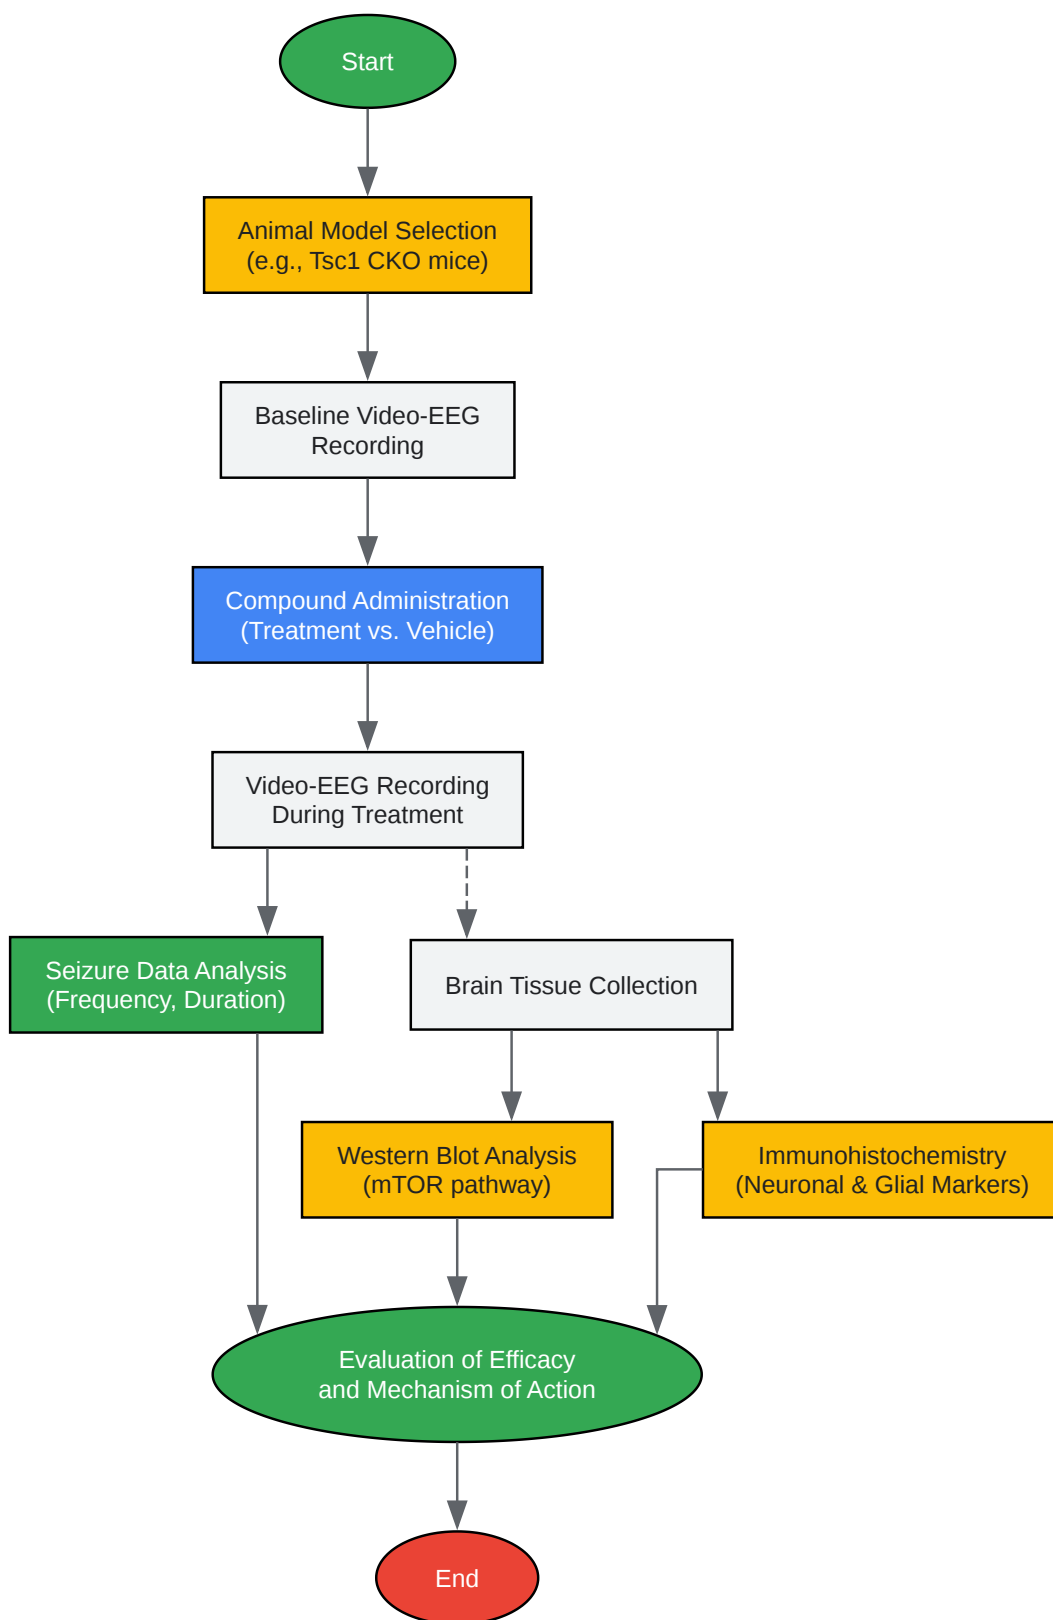 Start
Animal Model Selection
(e.g., Tsc1 CKO mice)
Baseline Video-EEG
Recording
Compound Administration
(Treatment vs. Vehicle)
Video-EEG Recording
During Treatment
Seizure Data Analysis
(Frequency, Duration)
Brain Tissue Collection
Western Blot Analysis
(mTOR pathway)
Immunohistochemistry
(Neuronal & Glial Markers)
Evaluation of Efficacy
and Mechanism of Action
End